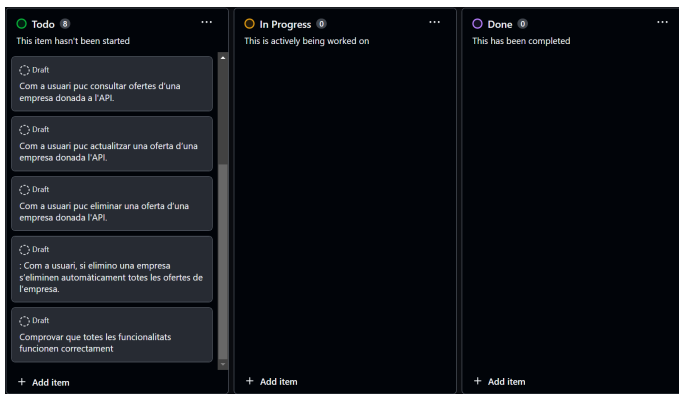 Todo 8
This item hasn't been started
Draft
Com a usuari puc consultar ofertes d'una
empresa donada a l'API.
Draft
Com a usuari puc actualitzar una oferta d'una
empresa donada l'API.
Draft
Com a usuari puc eliminar una oferta d'una
empresa donada l'API.
Draft
: Com a usuari, si elimino una empresa
s'eliminen automàticament totes les ofertes de
l'empresa.
Draft
Comprovar que totes les funcionalitats
funcionen correctament
+ Add item
In Progress 0
This is actively being worked on
+ Add item
Done 0
This has been completed
+ Add item